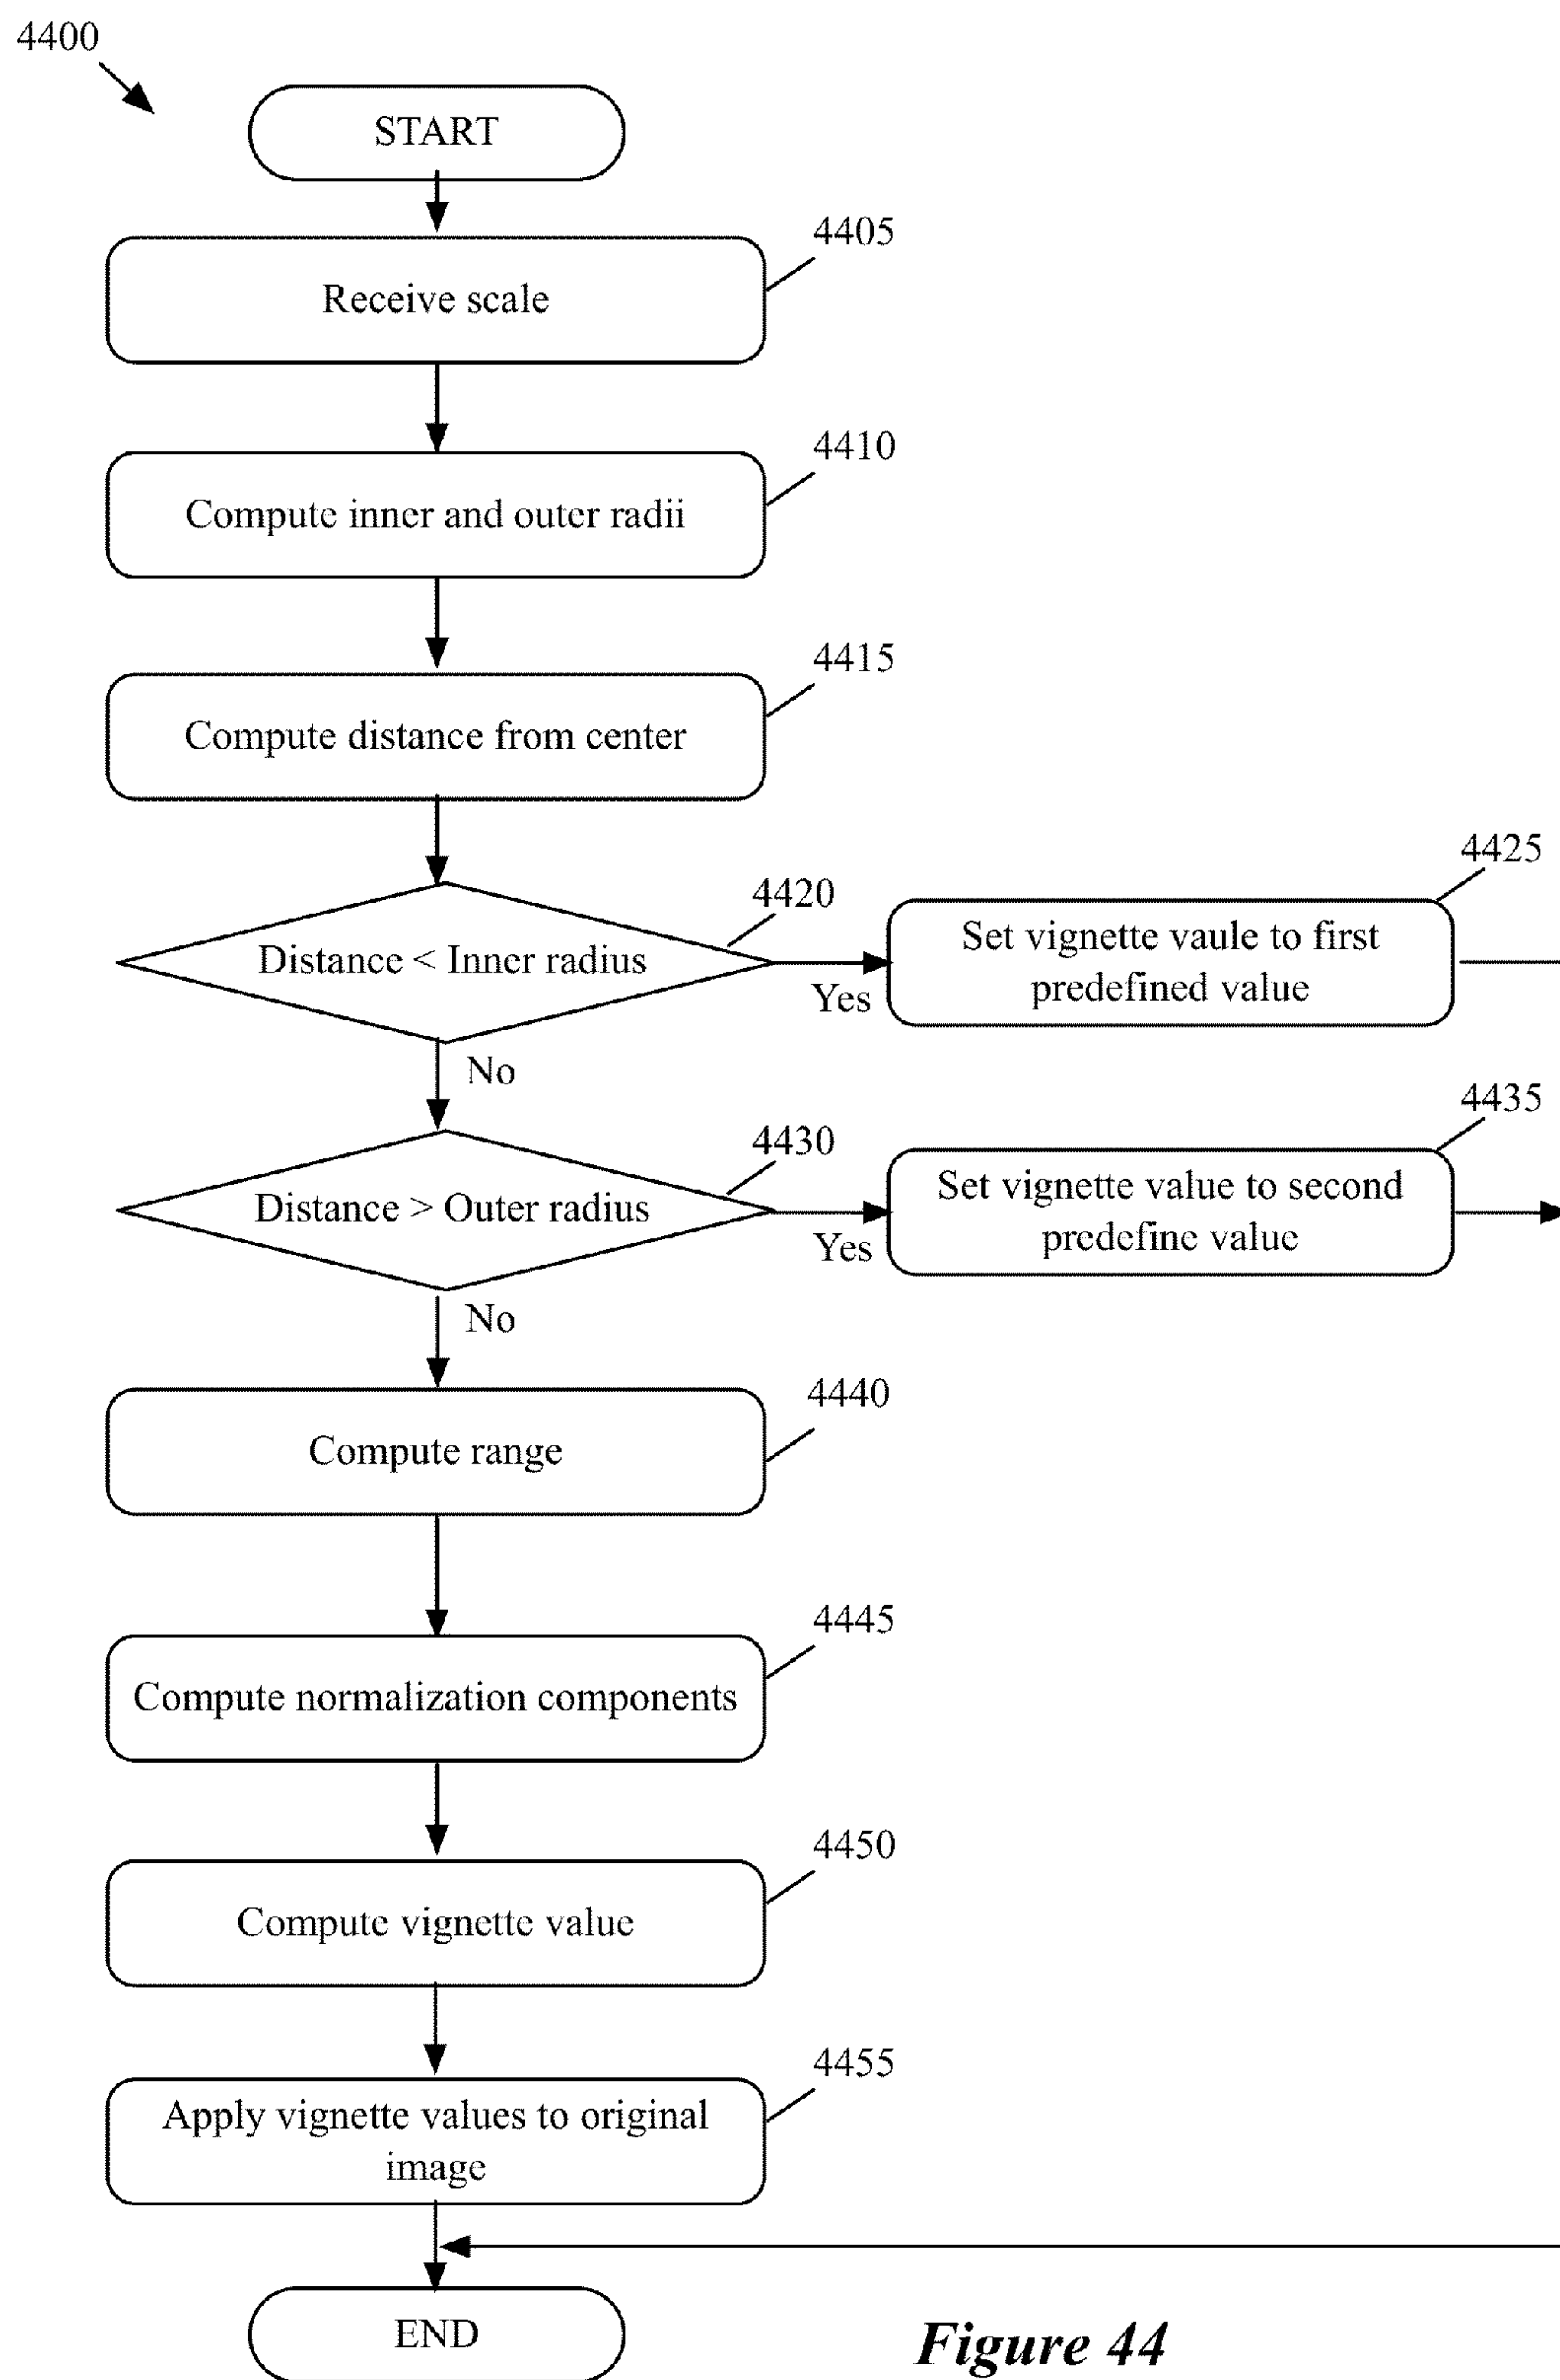 4400
START
4405
Receive scale
4410
Compute inner and outer radii
4415
Compute distance from center
4420
Distance < Inner radius
Yes
4425
Set vignette vaule to first
predefined value
No
4430
Distance > Outer radius
Yes
4435
Set vignette value to second
predefine value
No
4440
Compute range
4445
Compute normalization components
4450
Compute vignette value
4455
Apply vignette values to original
image
END
Figure 44